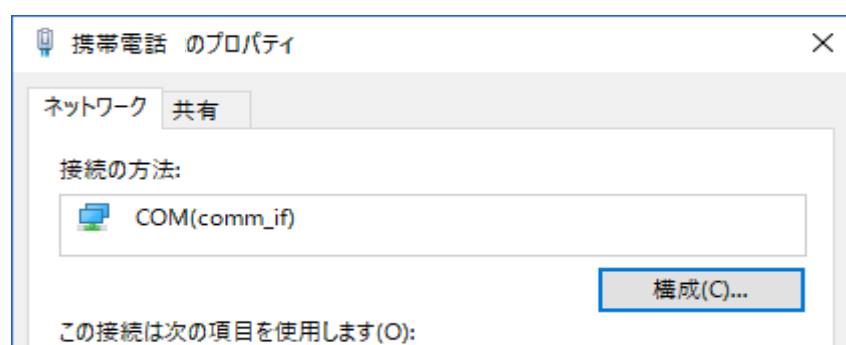 携帯電話 のプロパティ
ネットワーク 共有
接続の方法:
COM(comm_if)
構成(C)...
この接続は次の項目を使用します(O):